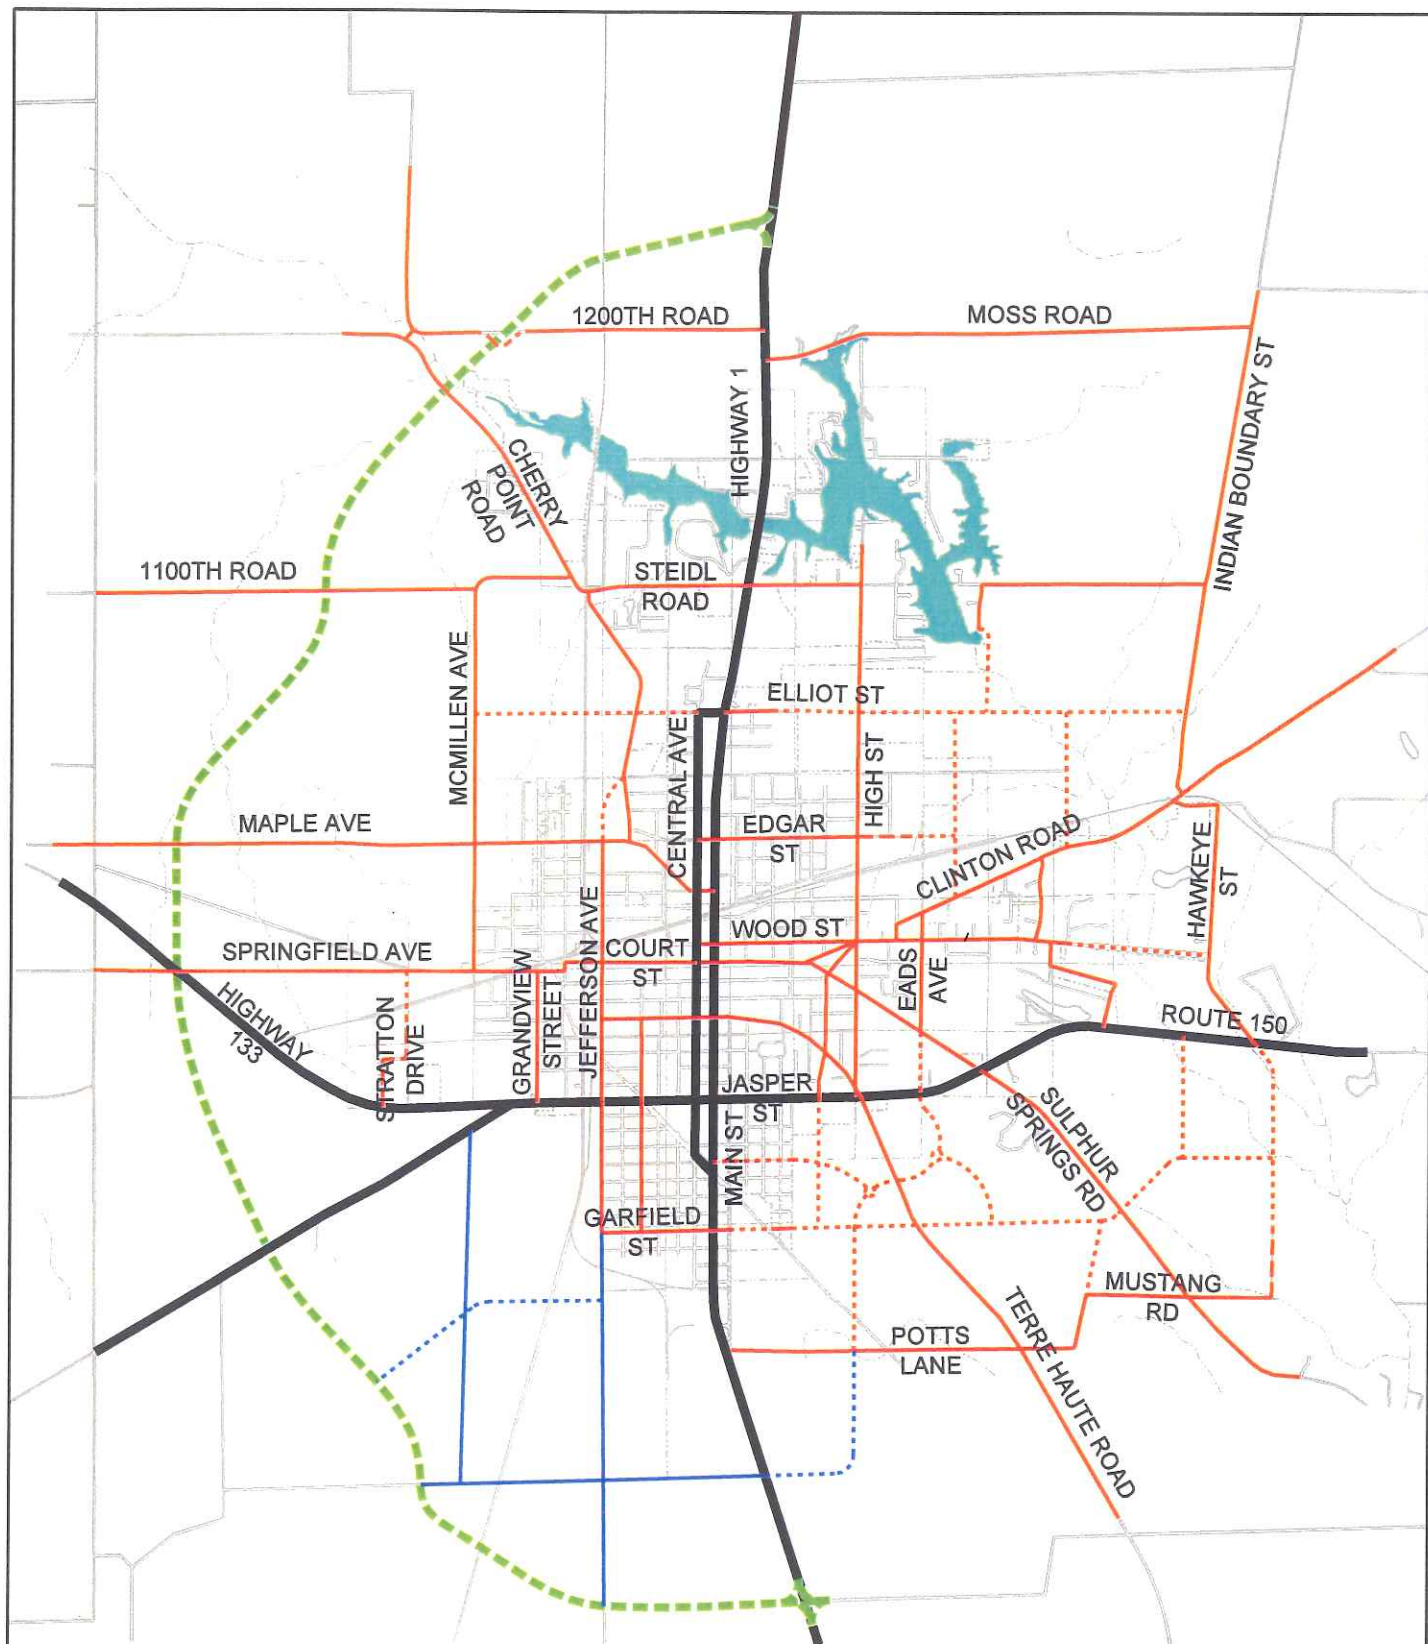 1200TH ROAD
MOSS ROAD
HIGHWAY 1
INDIAN BOUNDARY ST
CHERRY
POINT
ROAD
1100TH ROAD
STEIDL
ROAD
MCMILLEN AVE
ELLIOT ST
CENTRAL AVE
HIGH ST
MAPLE AVE
EDGAR
ST
CLINTON ROAD
HAWKEYE
ST
SPRINGFIELD AVE
GRANDVIEW
STREET
JEFFERSON AVE
COURT
ST
WOOD ST
EADS
AVE
HIGHWAY
133
STRATTON
DRIVE
ROUTE 150
JASPER
ST
MAIN ST
SULPHUR
SPRINGS RD
GARFIELD
ST
MUSTANG
RD
POTTS
LANE
TERRE HAUTE ROAD